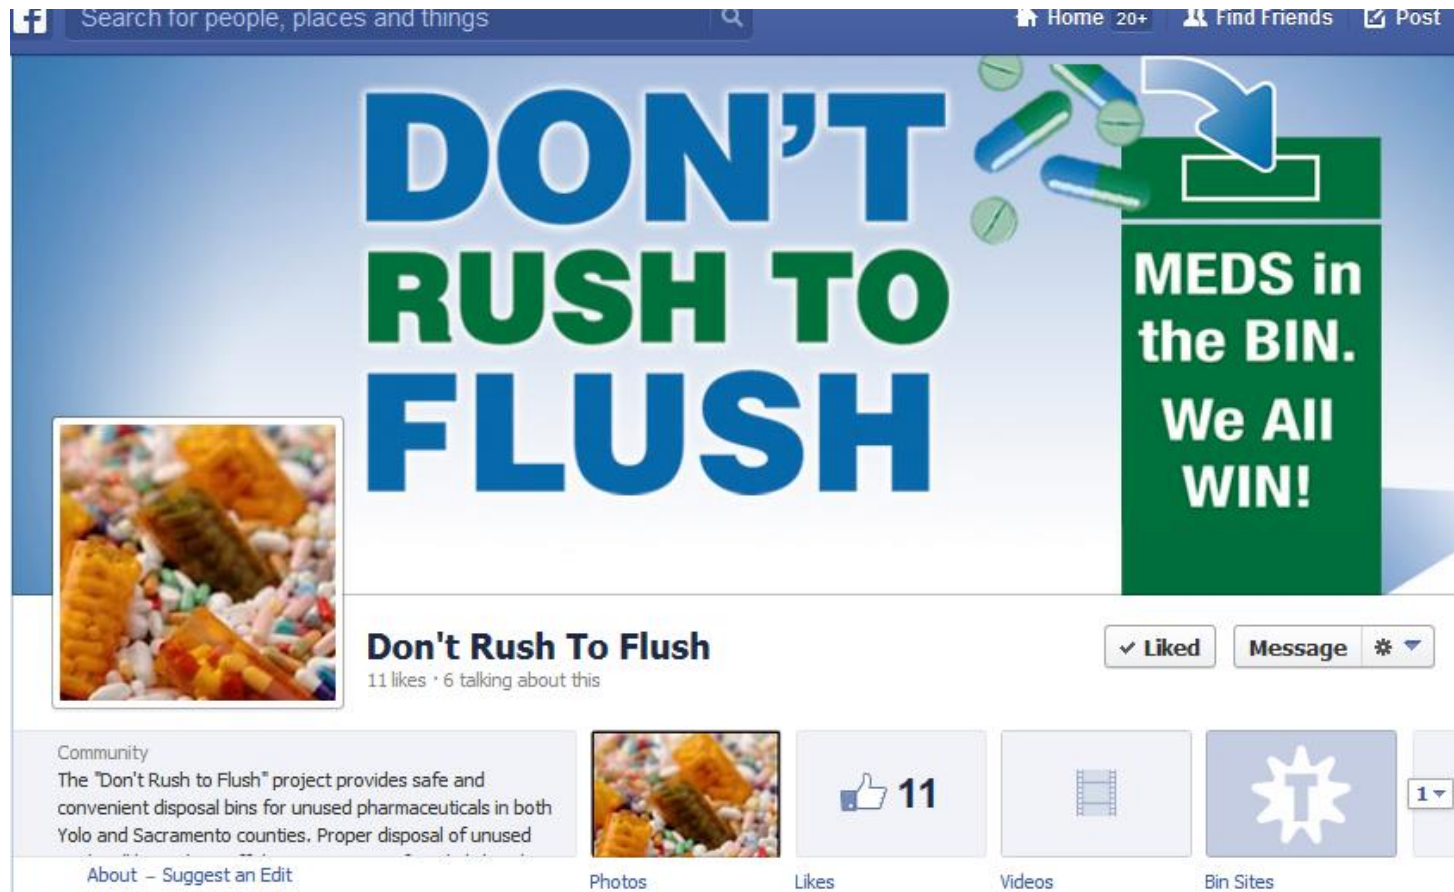 f
Search for people, places and things
Home 20+ Find Friends Post
DON'T
RUSH TO
FLUSH
MEDS in
the BIN.
We All
WIN!
Don't Rush To Flush
11 likes · 6 talking about this
Liked
Message
Community
The "Don't Rush to Flush" project provides safe and
convenient disposal bins for unused pharmaceuticals in both
Yolo and Sacramento counties. Proper disposal of unused
About – Suggest an Edit
11
T
1
Photos
Likes
Videos
Bin Sites